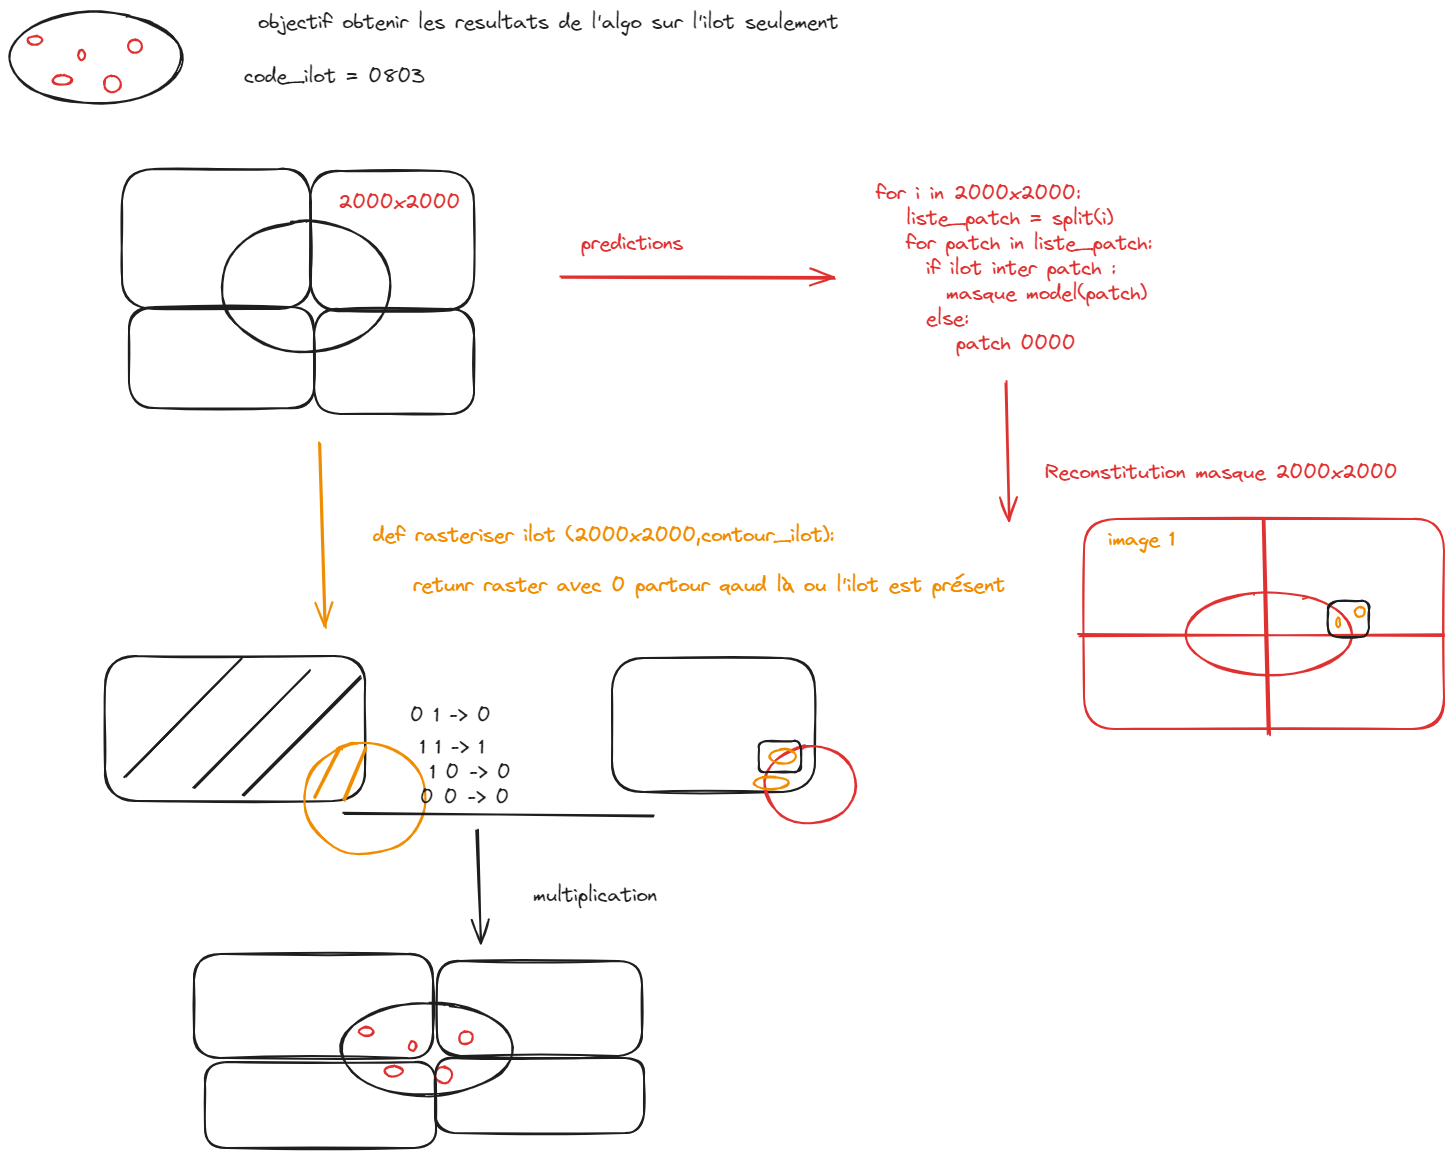 objectif obtenir les resultats de l'algo sur l'ilot seulement
code_ilot = 0803
2000x2000
predictions
for i in 2000x2000:
liste_patch = split(i)
for patch in liste_patch:
if ilot inter patch :
masque model(patch)
else:
patch 0000
Reconstitution masque 2000x2000
image 1
def rasteriser ilot (2000x2000,contour_ilot):
retunr raster avec 0 partour qaud là ou l'ilot est présent
0 1 -> 0
1 1 -> 1
1 0 -> 0
0 0 -> 0
multiplication